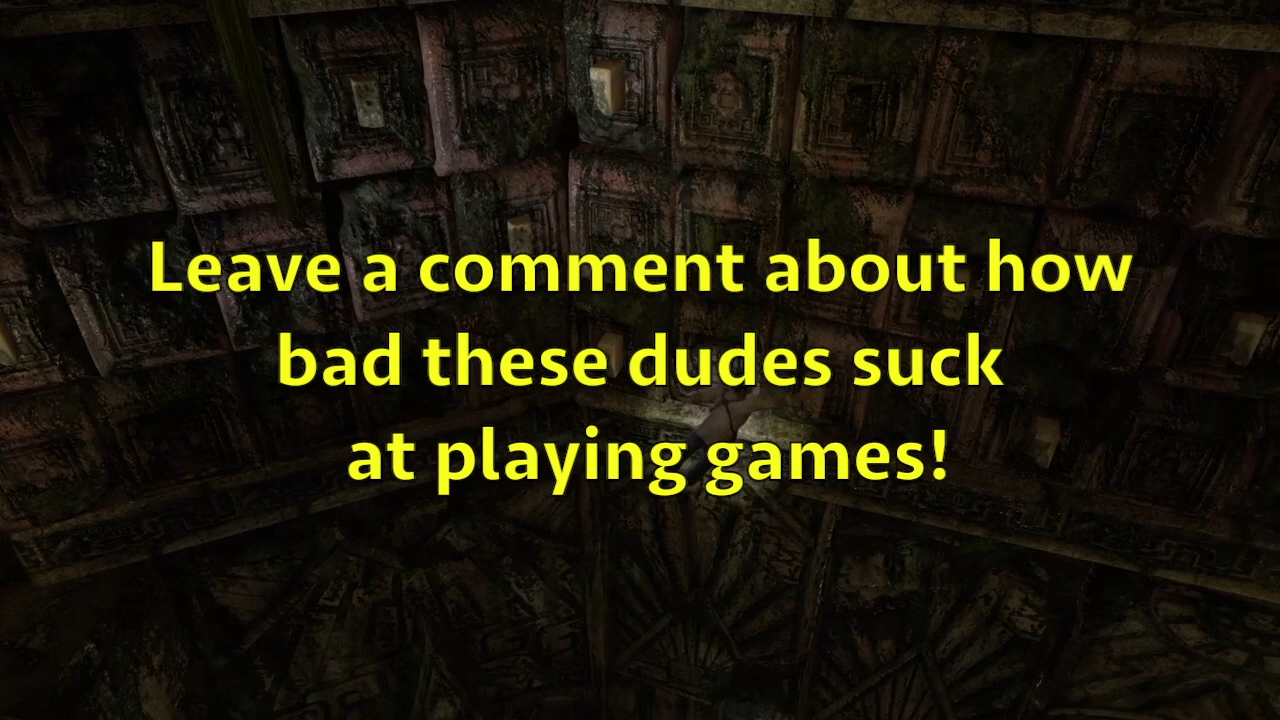 Leave a comment about how
bad these dudes suck
at playing games!